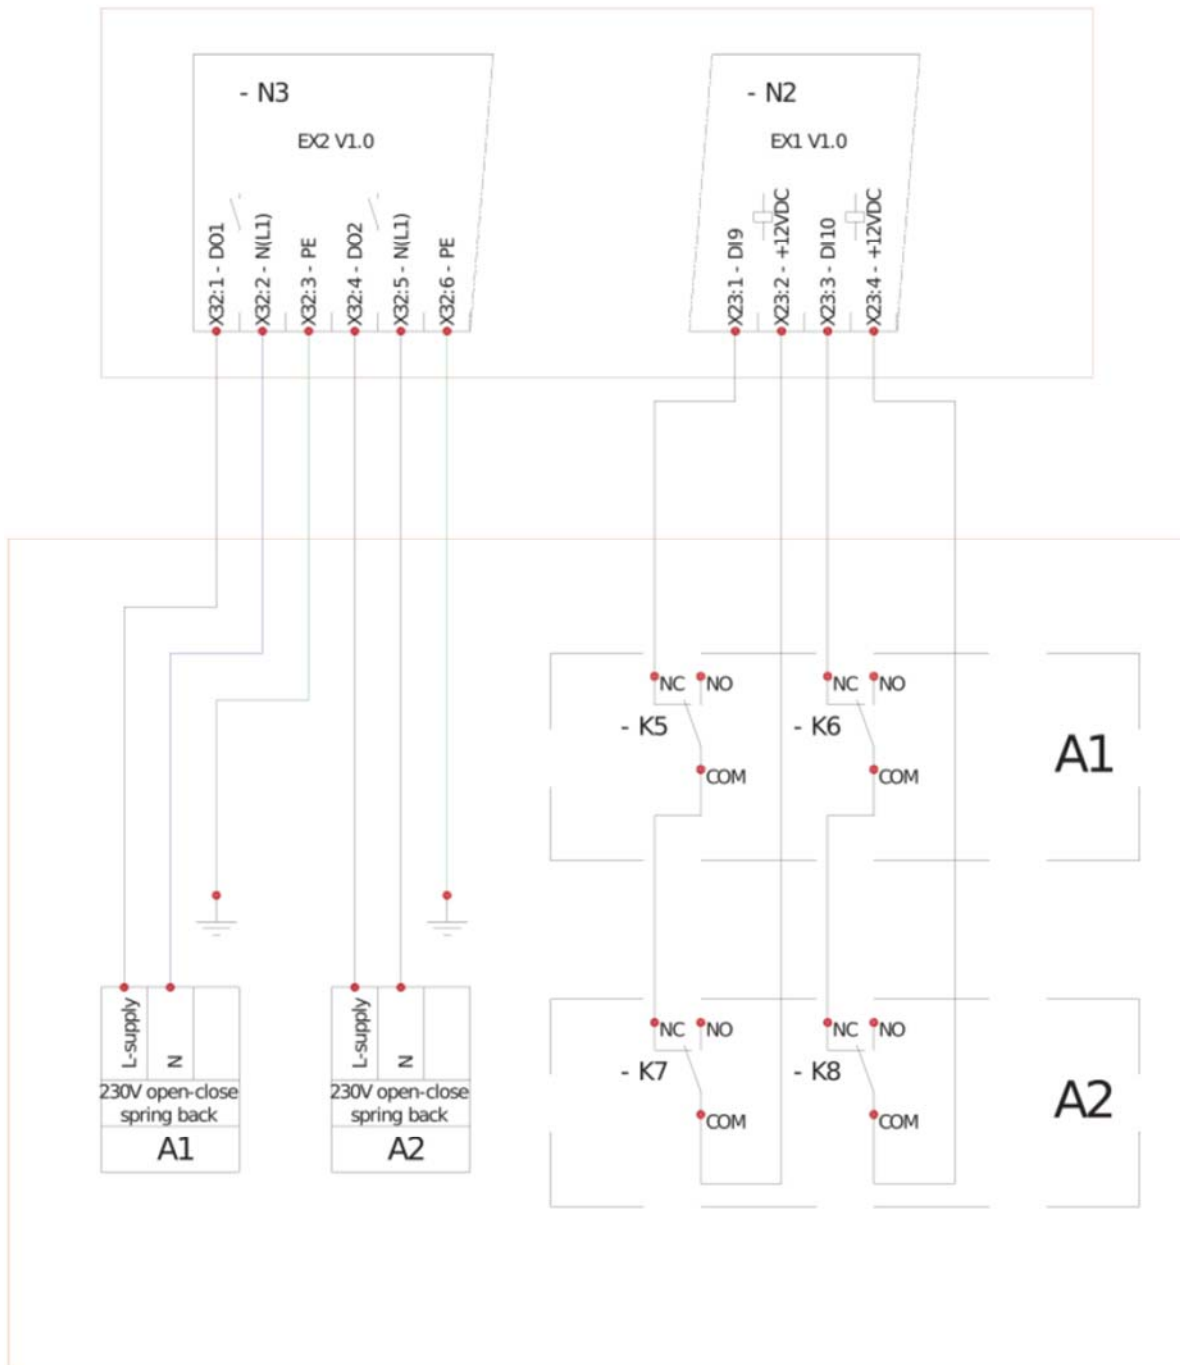 - N3
- N2
EX2 V1.0
EX1 V1.0
X32:1 - DO1
X32:2 - N(L1)
X32:3 - PE
X32:4 - DO2
X32:5 - N(L1)
X32:6 - PE
X23:1 - DI9
X23:2 - +12VDC
X23:3 - DI10
X23:4 - +12VDC
NC
NO
NC
NO
- K5
- K6
A1
COM
COM
L-supply
N
230V open-close
spring back
A1
L-supply
N
230V open-close
spring back
A2
NC
NO
NC
NO
- K7
- K8
A2
COM
COM